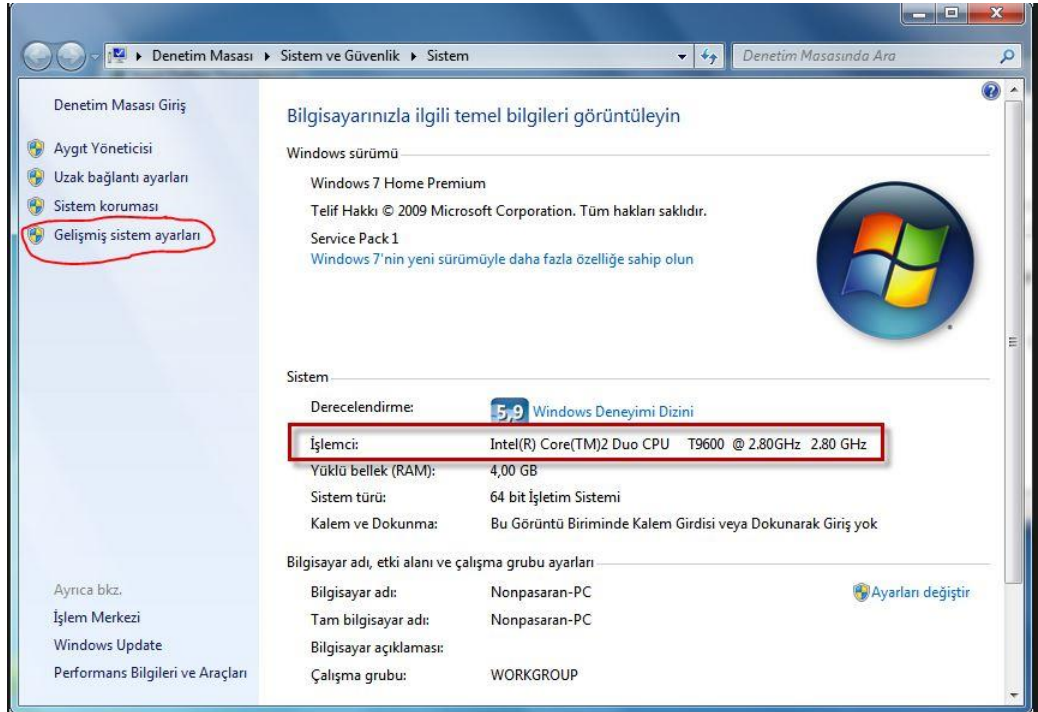 Denetim Masası Sistem ve Güvenlik Sistem
Denetim Masasında Ara
Denetim Masası Giriş
Aygıt Yöneticisi
Uzak bağlantı ayarları
Sistem koruması
Gelişmiş sistem ayarları
Bilgisayarınızla ilgili temel bilgileri görüntüleyin
Windows sürümü
Windows 7 Home Premium
Telif Hakkı © 2009 Microsoft Corporation. Tüm hakları saklıdır.
Service Pack 1
Windows 7'nin yeni sürümüyle daha fazla özelliğe sahip olun
Sistem
Derecelendirme: 5,9 Windows Deneyimi Dizini
İşlemci: Intel(R) Core(TM)2 Duo CPU T9600 @ 2.80GHz 2.80 GHz
Yüklü bellek (RAM): 4,00 GB
Sistem türü: 64 bit İşletim Sistemi
Kalem ve Dokunma: Bu Görüntü Biriminde Kalem Girdisi veya Dokunarak Giriş yok
Bilgisayar adı, etki alanı ve çalışma grubu ayarları
Bilgisayar adı: Nonpasaran-PC Ayarları değiştir
Tam bilgisayar adı: Nonpasaran-PC
Bilgisayar açıklaması:
Çalışma grubu: WORKGROUP
Ayrıca bkz.
İşlem Merkezi
Windows Update
Performans Bilgileri ve Araçları